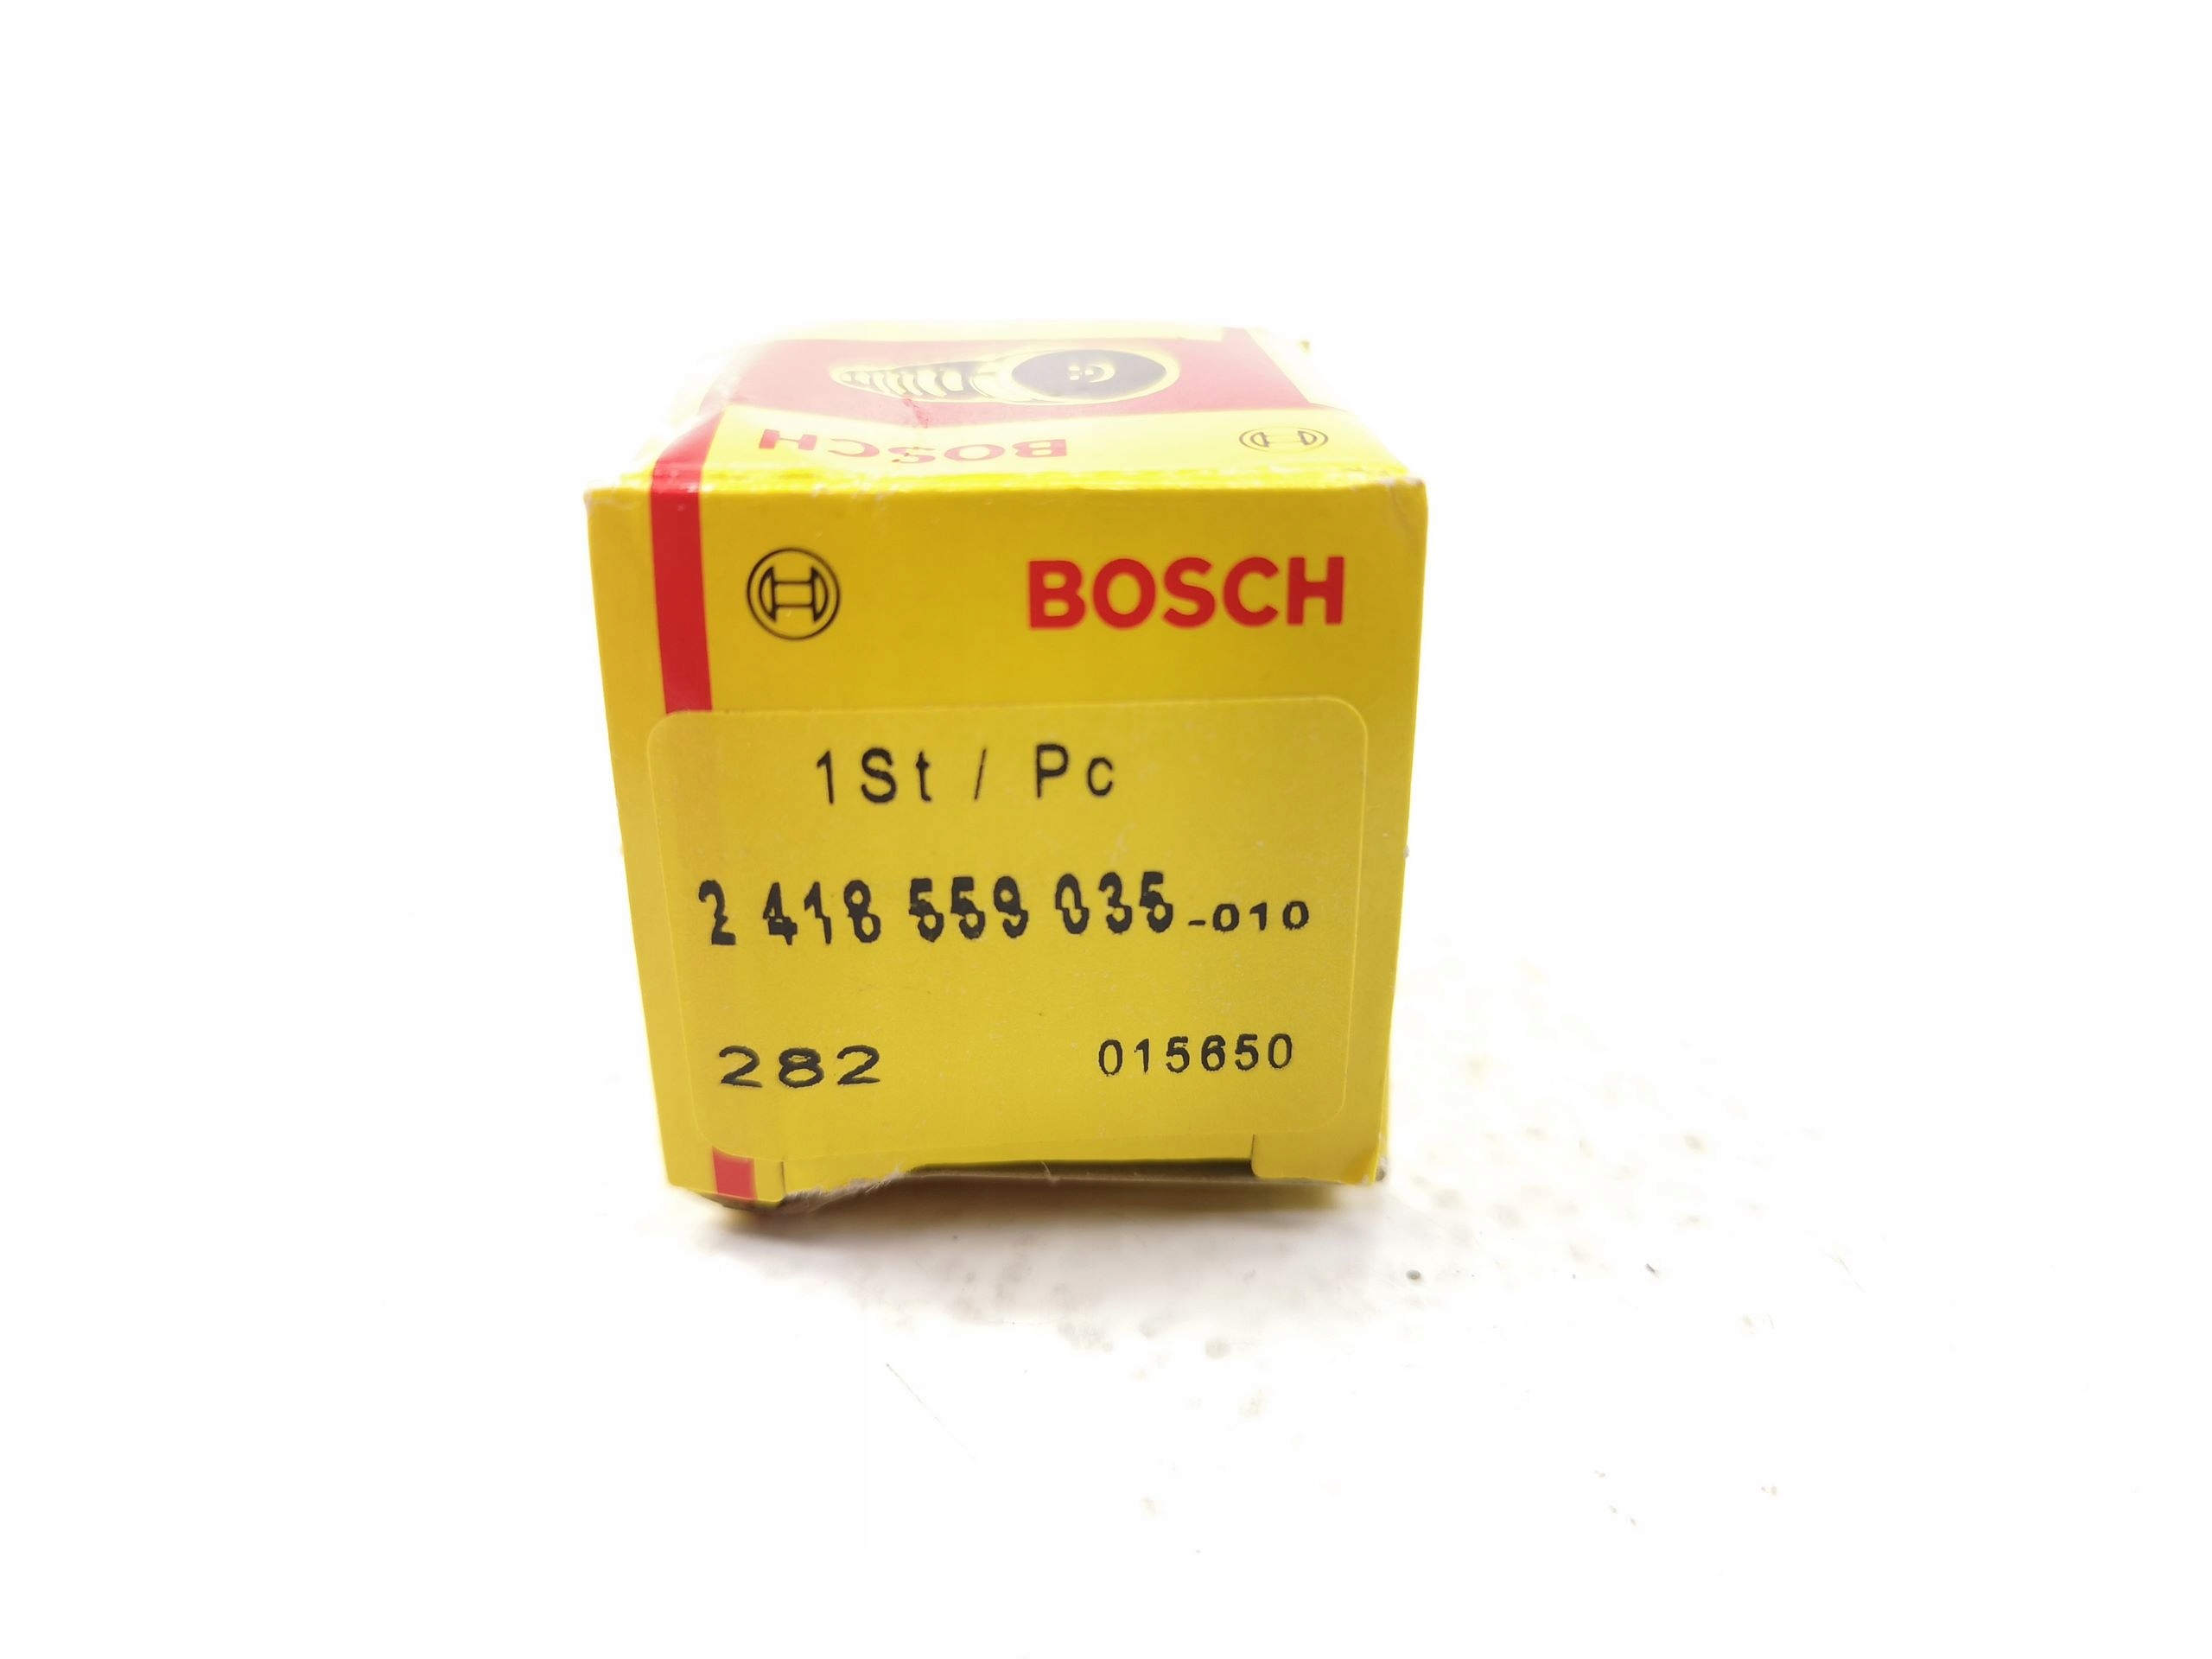 BOSCH
BOSCH
1St / Pc
2 418 559 035-010
282 015650